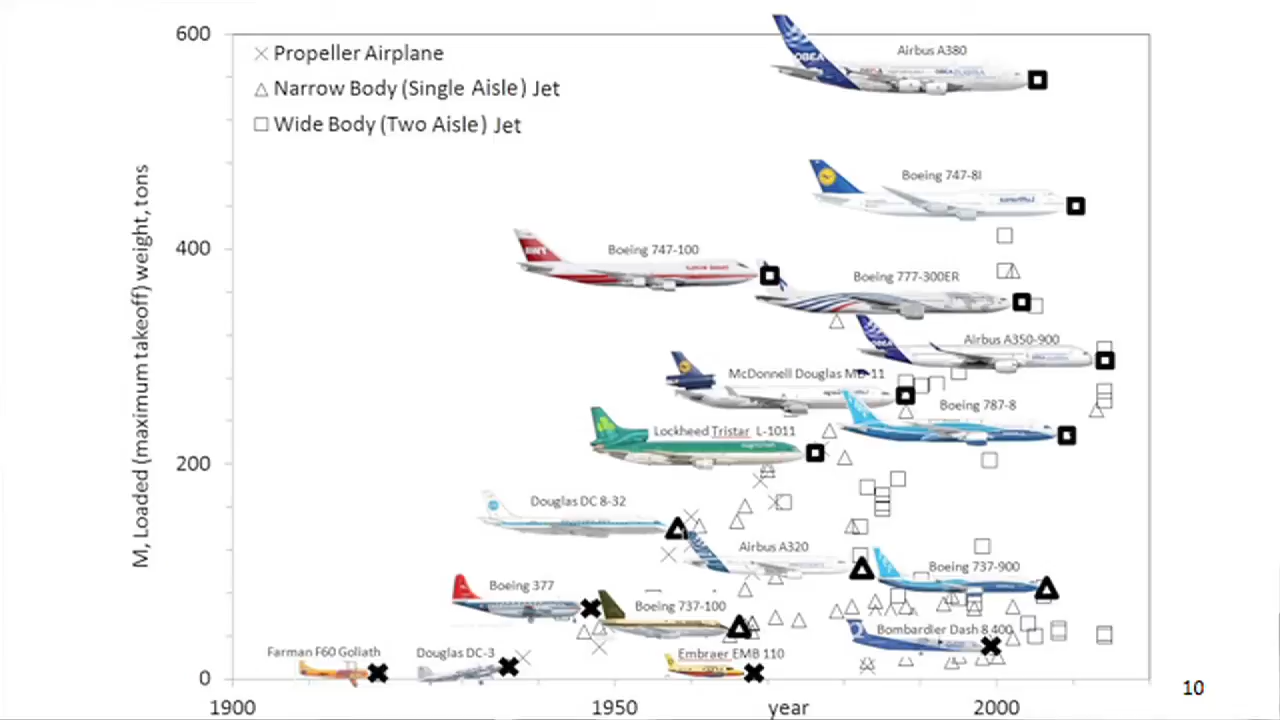 600
Propeller Airplane
Narrow Body (Single Aisle) Jet
Wide Body (Two Aisle) Jet
Airbus A380
Boeing 747-8I
400
Boeing 747-100
Boeing 777-300ER
Airbus A350-900
McDonnell Douglas MD-11
Boeing 787-8
Lockheed Tristar L-1011
200
Douglas DC 8-32
Airbus A320
Boeing 737-900
Boeing 377
Boeing 737-100
Bombardier Dash 8 400
Farman F60 Goliath
Douglas DC-3
Embraer EMB 110
0
1900
1950
year
2000
M, Loaded (maximum takeoff) weight, tons
10